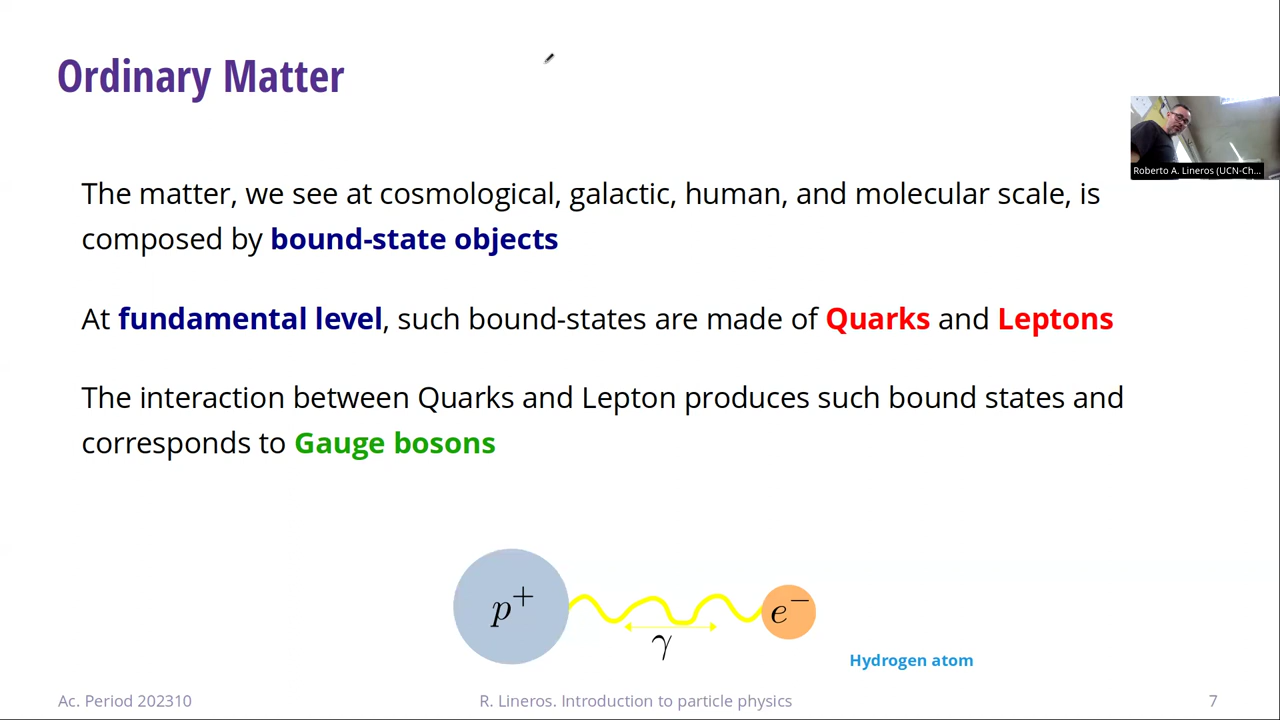 Ordinary Matter
Roberto A. Lineros (UCN-Ch...
The matter, we see at cosmological, galactic, human, and molecular scale, is
composed by bound-state objects
At fundamental level, such bound-states are made of Quarks and Leptons
The interaction between Quarks and Lepton produces such bound states and
corresponds to Gauge bosons
p⁺ e⁻
γ
Hydrogen atom
Ac. Period 202310 R. Lineros. Introduction to particle physics 7